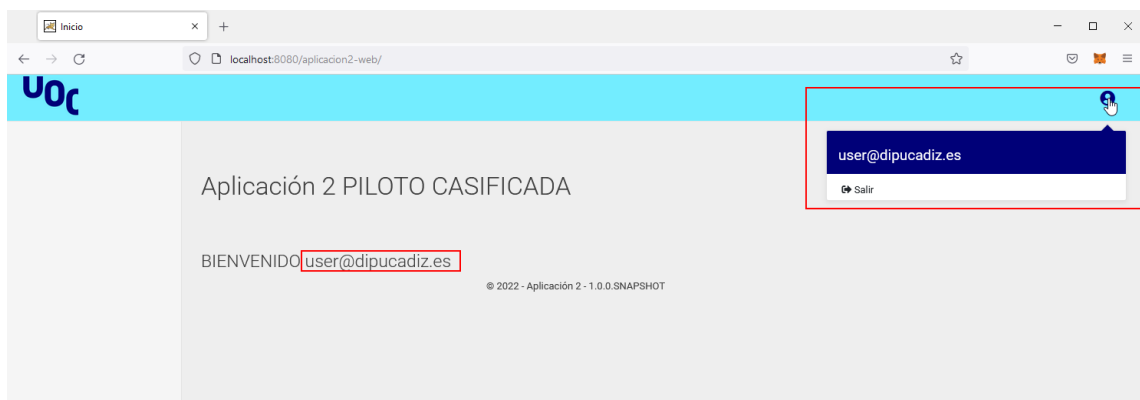 Inicio
localhost:8080/aplicacion2-web/
UOC
user@dipucadiz.es
Salir
Aplicación 2 PILOTO CASIFICADA
BIENVENIDO user@dipucadiz.es
© 2022 - Aplicación 2 - 1.0.0.SNAPSHOT